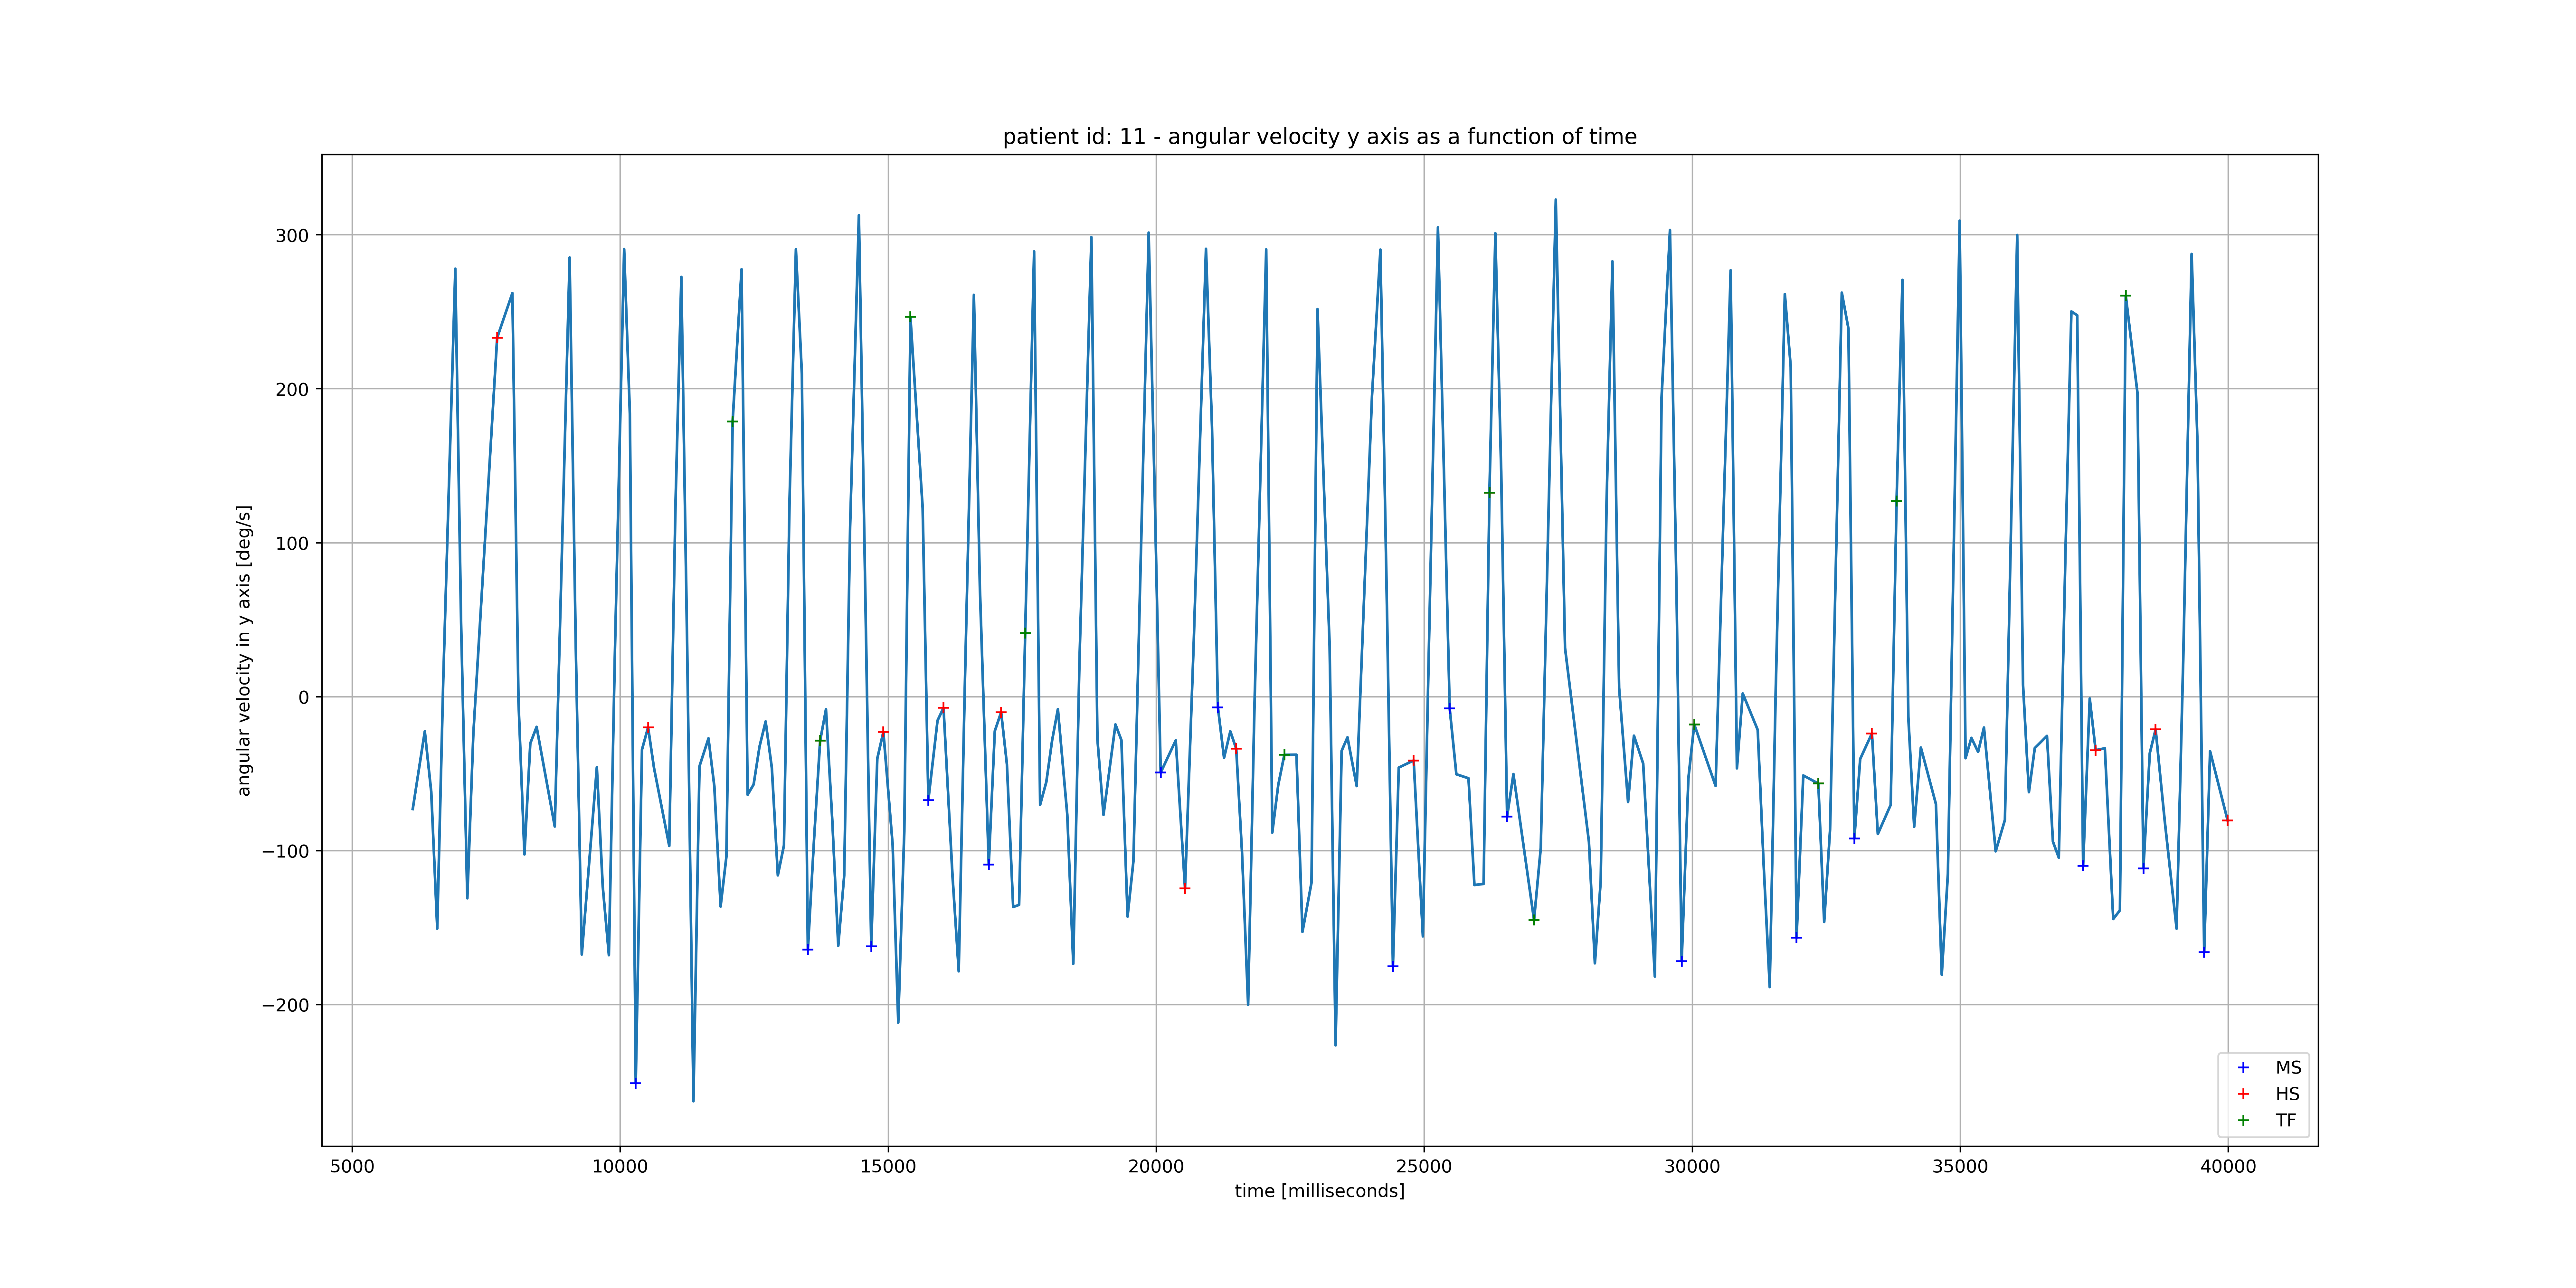 patient id: 11 - angular velocity y axis as a function of time
angular velocity in y axis [deg/s]
300
200
100
0
−100
−200
5000
10000
15000
20000
25000
30000
35000
40000
time [milliseconds]
MS
HS
TF